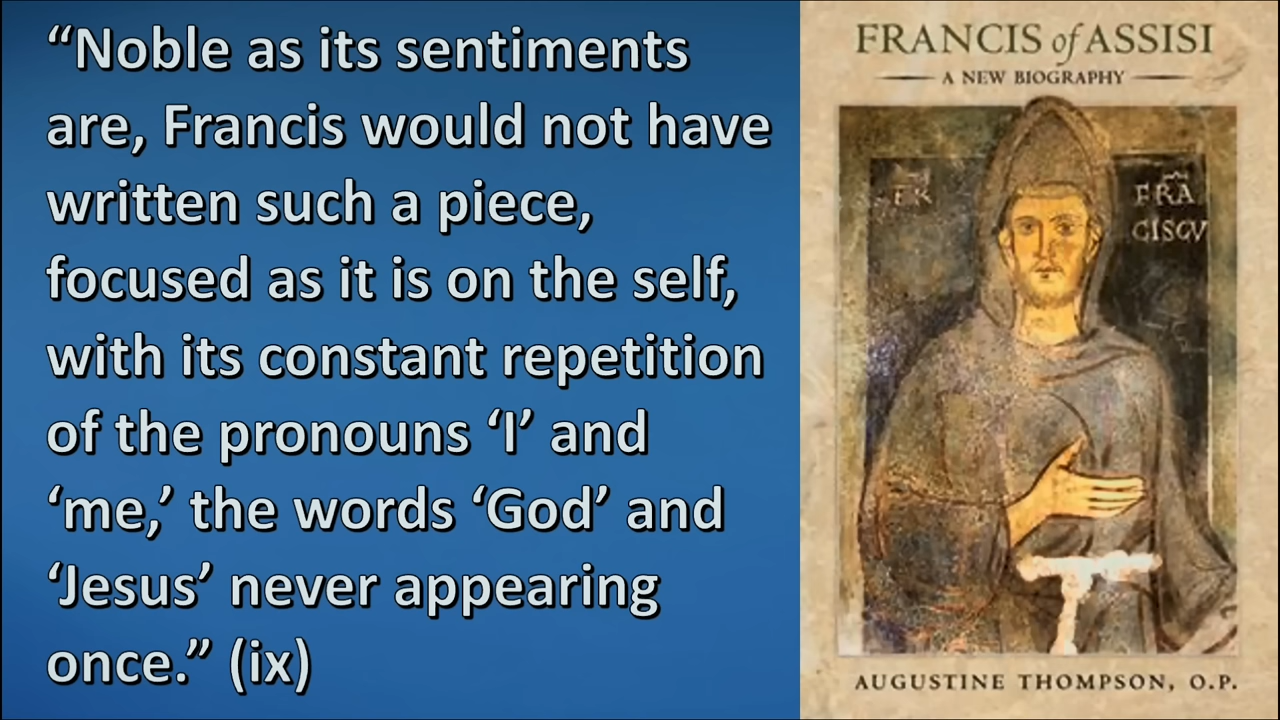 “Noble as its sentiments
are, Francis would not have
written such a piece,
focused as it is on the self,
with its constant repetition
of the pronouns ‘I’ and
‘me,’ the words ‘God’ and
‘Jesus’ never appearing
once.” (ix)
FRANCIS of ASSISI
A NEW BIOGRAPHY
FRA
CISCV
AUGUSTINE THOMPSON, O.P.